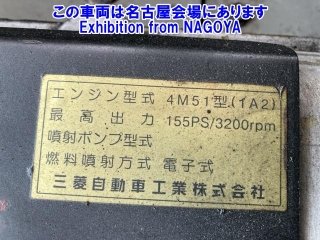 この車両は名古屋会場にあります
Exhibition from NAGOYA
エンジン型式 4M51型(1A2)
最高出力 155PS/3200rpm
噴射ポンプ型式
燃料噴射方式 電子式
三菱自動車工業株式会社